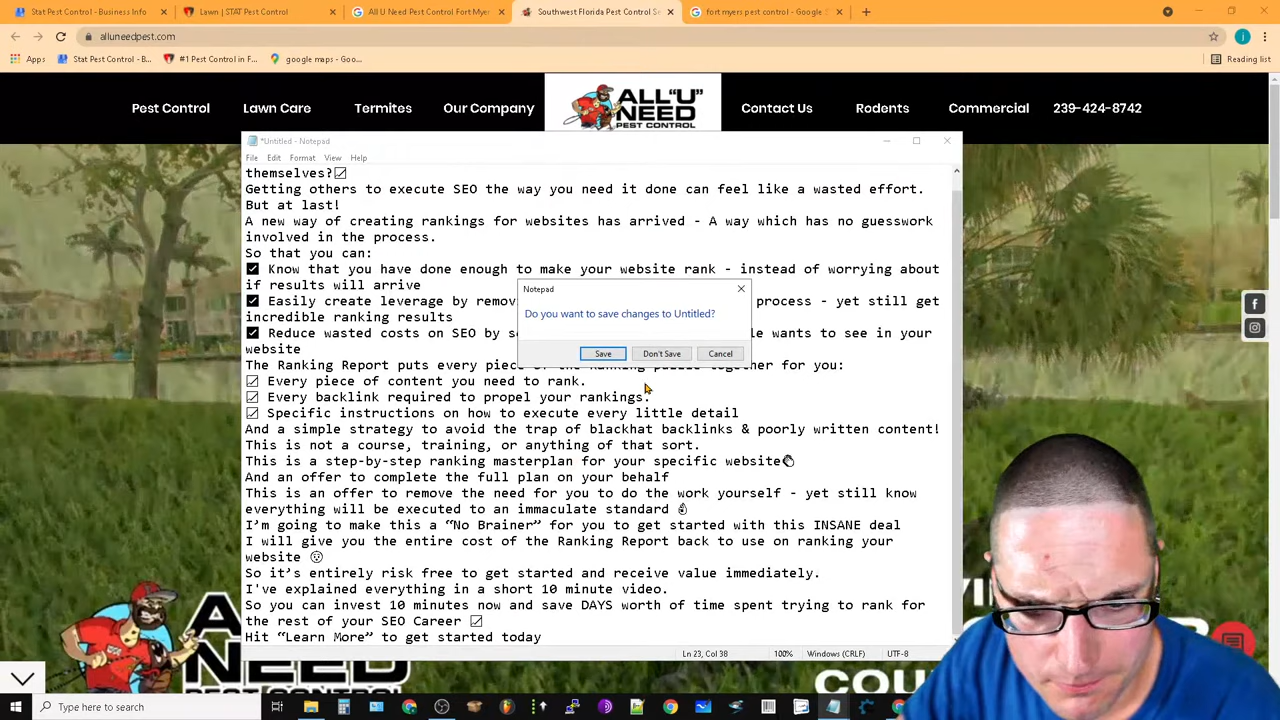 Stat Pest Control - Business Info
Lawn | STAT Pest Control
All U Need Pest Control Fort Mye
Southwest Florida Pest Control Se
fort myers pest control - Google S
alluneedpest.com
Apps
Stat Pest Control - B...
#1 Pest Control in F...
google maps - Goo...
Reading list
Pest Control
Lawn Care
Termites
Our Company
ALL "U"
NEED
PEST CONTROL
Contact Us
Rodents
Commercial
239-424-8742
*Untitled - Notepad
File Edit Format View Help
themselves?
Getting others to execute SEO the way you need it done can feel like a wasted effort.
But at last!
A new way of creating rankings for websites has arrived - A way which has no guesswork
involved in the process.
So that you can:
Know that you have done enough to make your website rank - instead of worrying about
if results will arrive
Easily create leverage by remov process - yet still get
incredible ranking results
Reduce wasted costs on SEO by s le wants to see in your
website
The Ranking Report puts every piece of the Ranking puzzle together for you:
Every piece of content you need to rank.
Every backlink required to propel your rankings.
Specific instructions on how to execute every little detail
And a simple strategy to avoid the trap of blackhat backlinks & poorly written content!
This is not a course, training, or anything of that sort.
This is a step-by-step ranking masterplan for your specific website
And an offer to complete the full plan on your behalf
This is an offer to remove the need for you to do the work yourself - yet still know
everything will be executed to an immaculate standard
I'm going to make this a “No Brainer” for you to get started with this INSANE deal
I will give you the entire cost of the Ranking Report back to use on ranking your
website
So it's entirely risk free to get started and receive value immediately.
I've explained everything in a short 10 minute video.
So you can invest 10 minutes now and save DAYS worth of time spent trying to rank for
the rest of your SEO Career
Hit “Learn More” to get started today
Notepad
Do you want to save changes to Untitled?
Save
Don't Save
Cancel
Ln 23, Col 38
100%
Windows (CRLF)
UTF-8
ALL
NEED
PEST CONTROL
COU
Type here to search